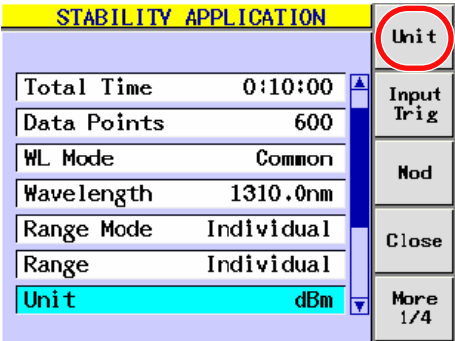 STABILITY APPLICATION
Total Time 0:10:00
Data Points 600
WL Mode Common
Wavelength 1310.0nm
Range Mode Individual
Range Individual
Unit dBm
Unit
Input
Trig
Mod
Close
More
1/4